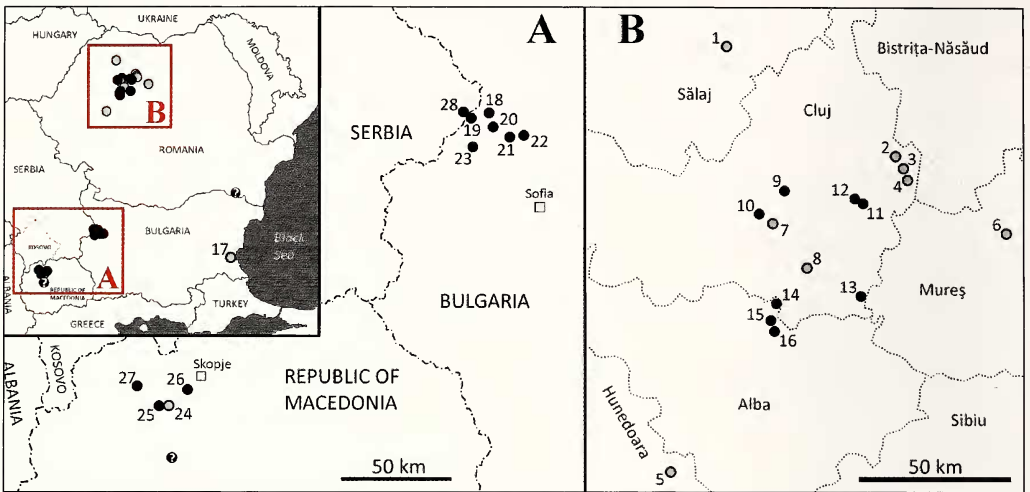 UKRAINE
HUNGARY
MOLDOVA
B
ROMANIA
SERBIA
?
KOSOVO
BULGARIA
17
Black
Sea
A
REPUBLIC OF
MACEDONIA
?
ALBANIA
TURKEY
GREECE
A
SERBIA
28
18
19
20
21
22
23
Sofia
BULGARIA
ALBANIA
KOSOVO
Skopje
27
26
25
24
REPUBLIC OF
MACEDONIA
?
50 km
B
1
Bistrița-Năsăud
Sălaj
Cluj
2
3
4
9
12
11
10
7
6
8
13
Mureş
14
15
16
Hunedoara
Alba
Sibiu
5
50 km